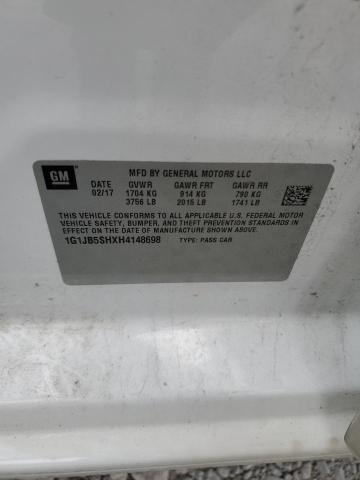 GM
MFD BY GENERAL MOTORS LLC
DATE GVWR GAWR FRT GAWR RR
02/17 1704 KG 914 KG 790 KG
3756 LB 2015 LB 1741 LB
THIS VEHICLE CONFORMS TO ALL APPLICABLE U.S. FEDERAL MOTOR
VEHICLE SAFETY, BUMPER, AND THEFT PREVENTION STANDARDS IN
EFFECT ON THE DATE OF MANUFACTURE SHOWN ABOVE.
1G1JB5SHXH4148698 TYPE: PASS CAR